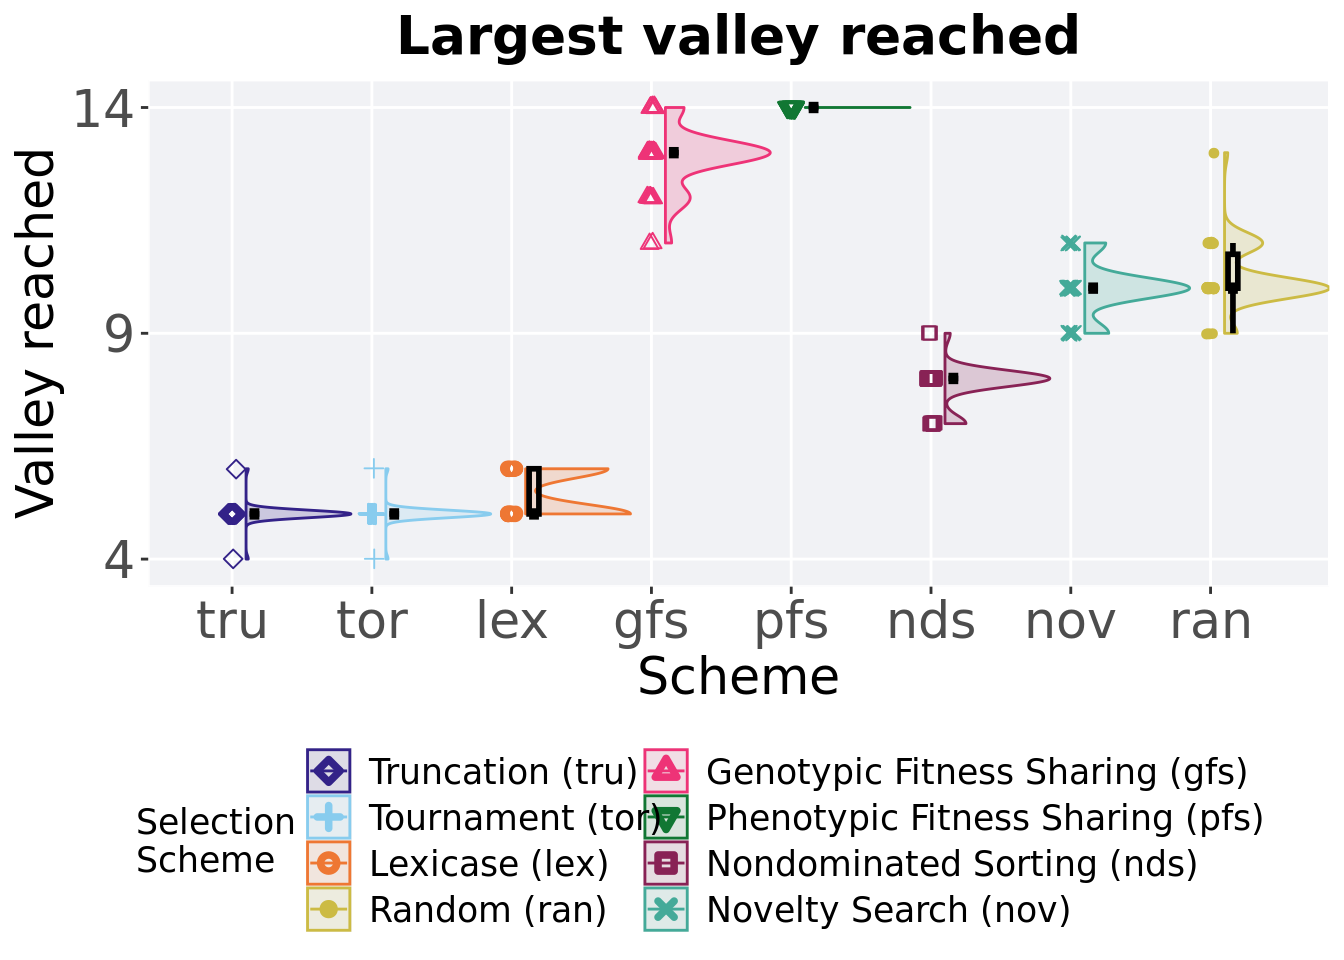 Largest valley reached
Valley reached
14
9
4
tru tor lex gfs pfs nds nov ran
Scheme
Selection
Scheme
Truncation (tru)
Tournament (tor)
Lexicase (lex)
Random (ran)
Genotypic Fitness Sharing (gfs)
Phenotypic Fitness Sharing (pfs)
Nondominated Sorting (nds)
Novelty Search (nov)